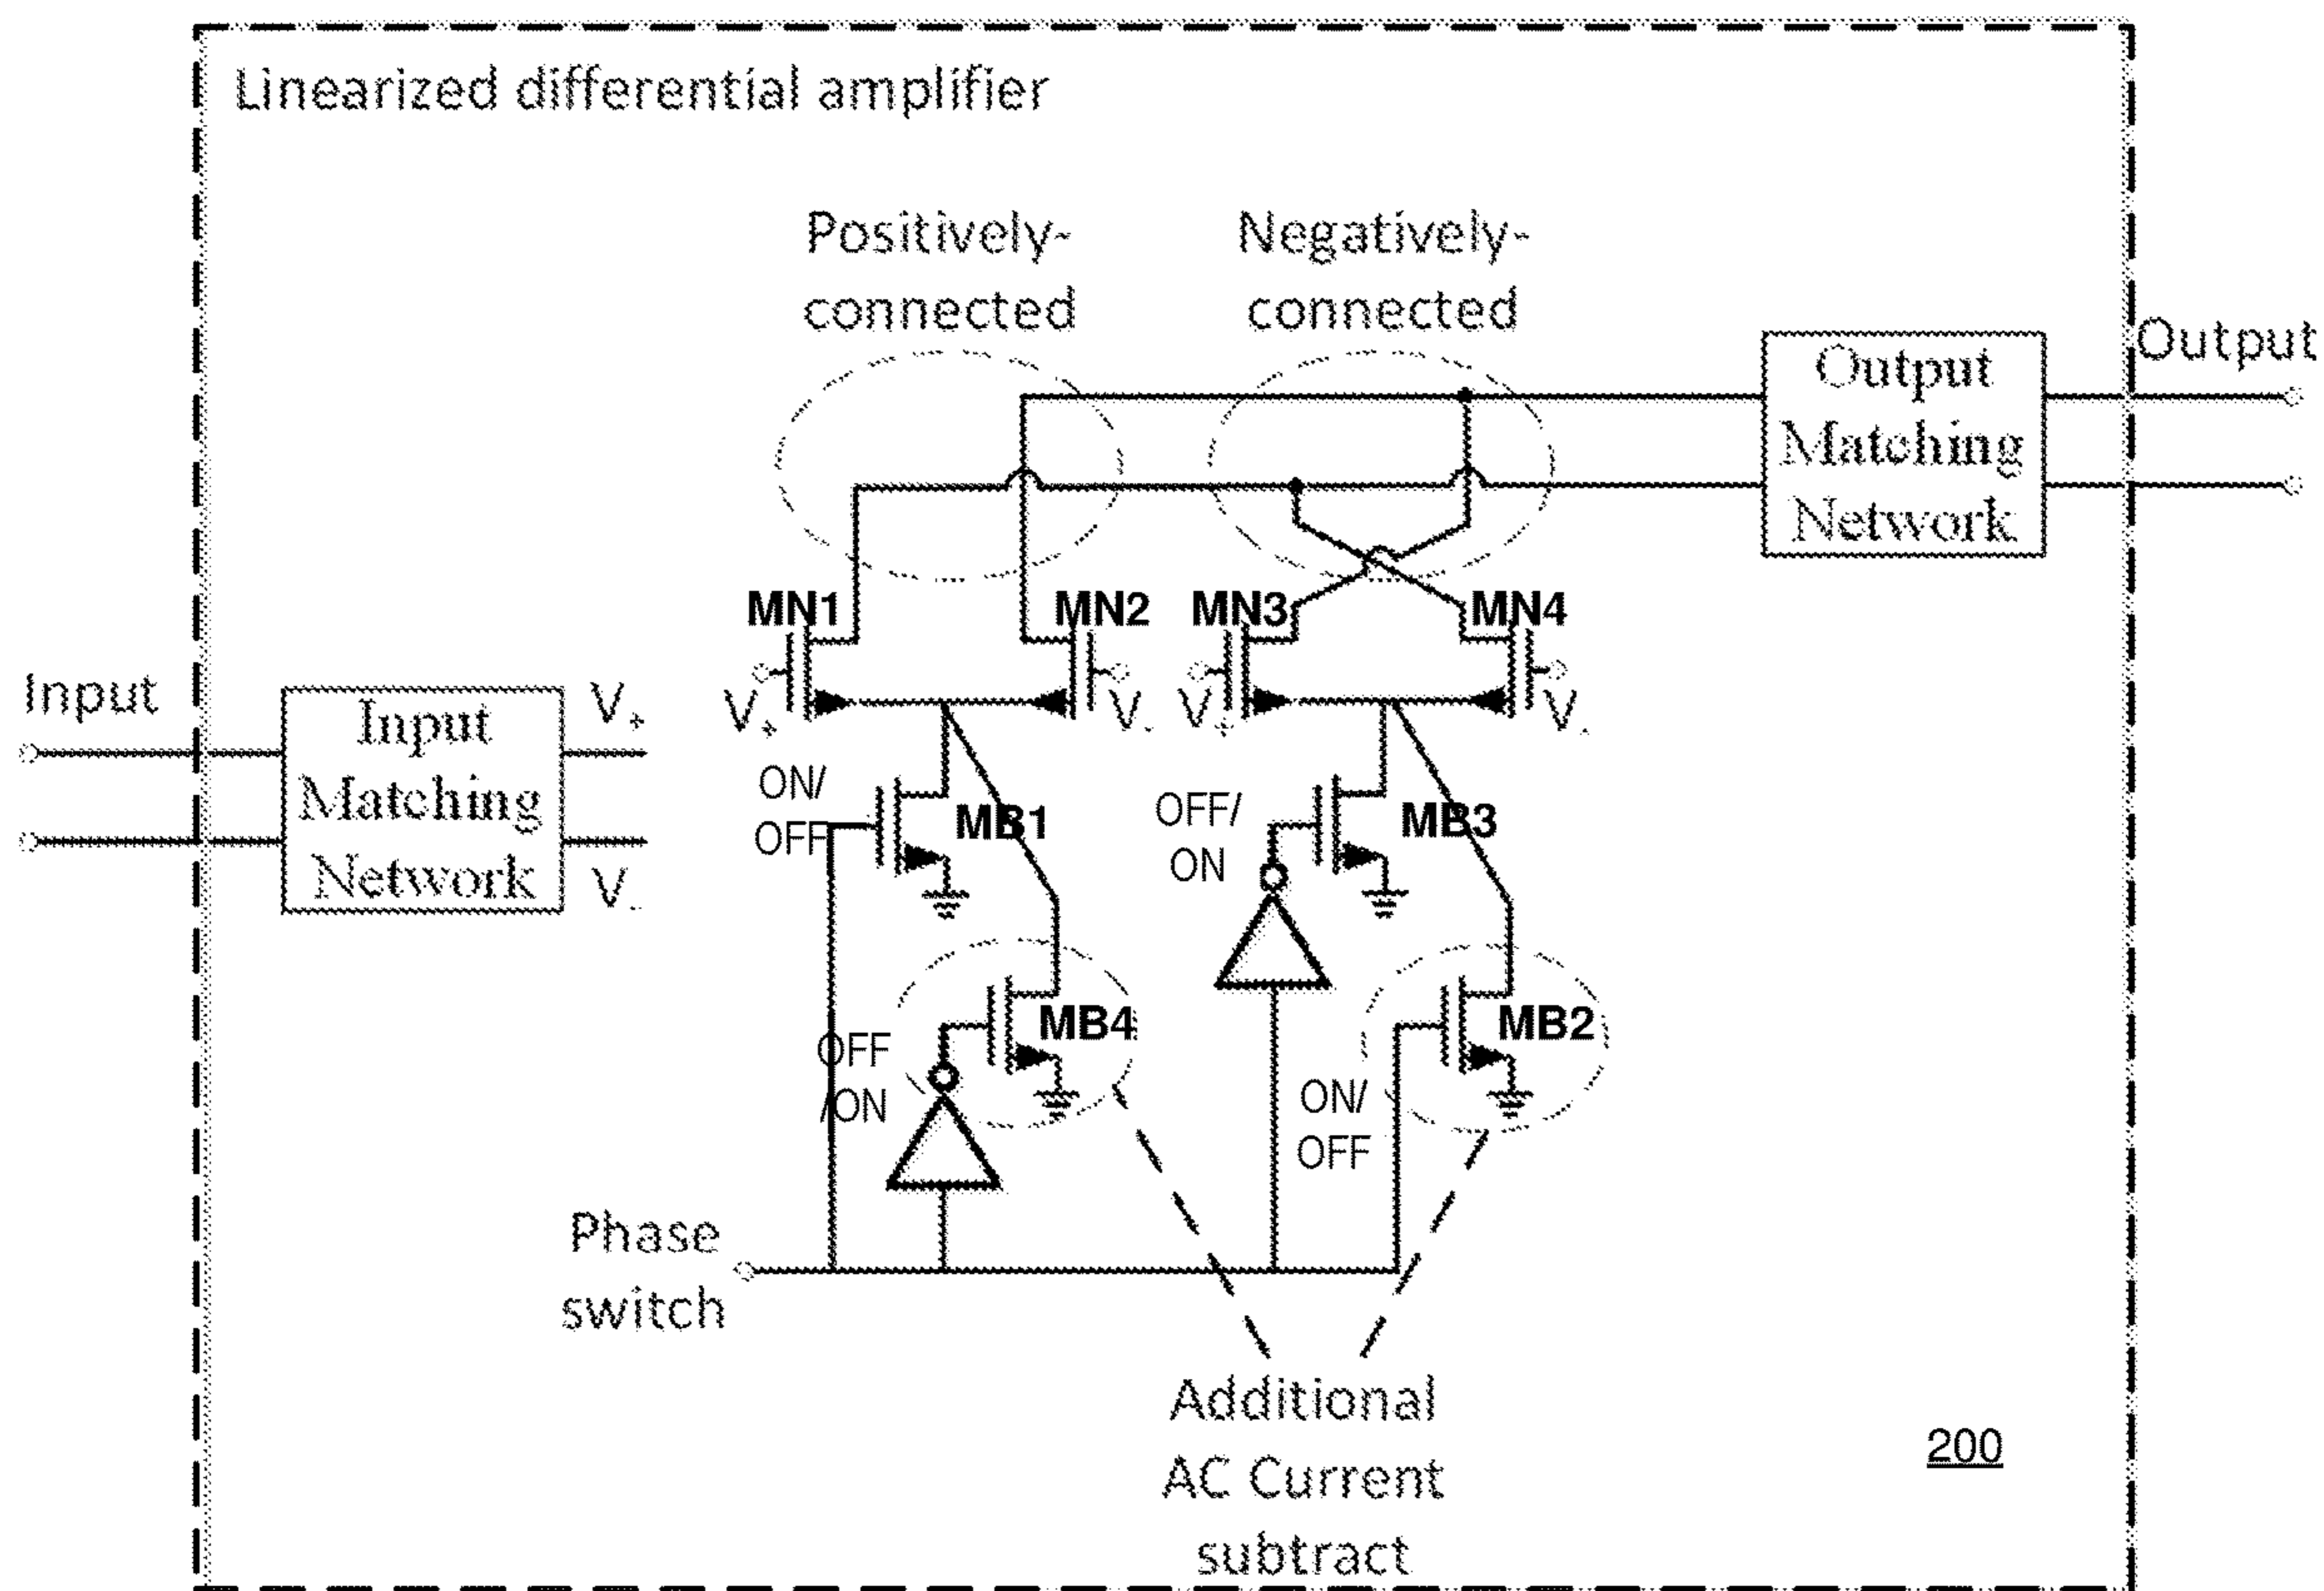 Linearized differential amplifier
Positively-
connected
Negatively-
connected
Output
Output
Matching
Network
MN1
MN2
MN3
MN4
Input
Input
Matching
Network
V+
V-
V+
V-
V+
V-
ON/
OFF
MB1
OFF/
ON
MB3
OFF
/ON
MB4
ON/
OFF
MB2
Phase
switch
Additional
AC Current
subtract
200